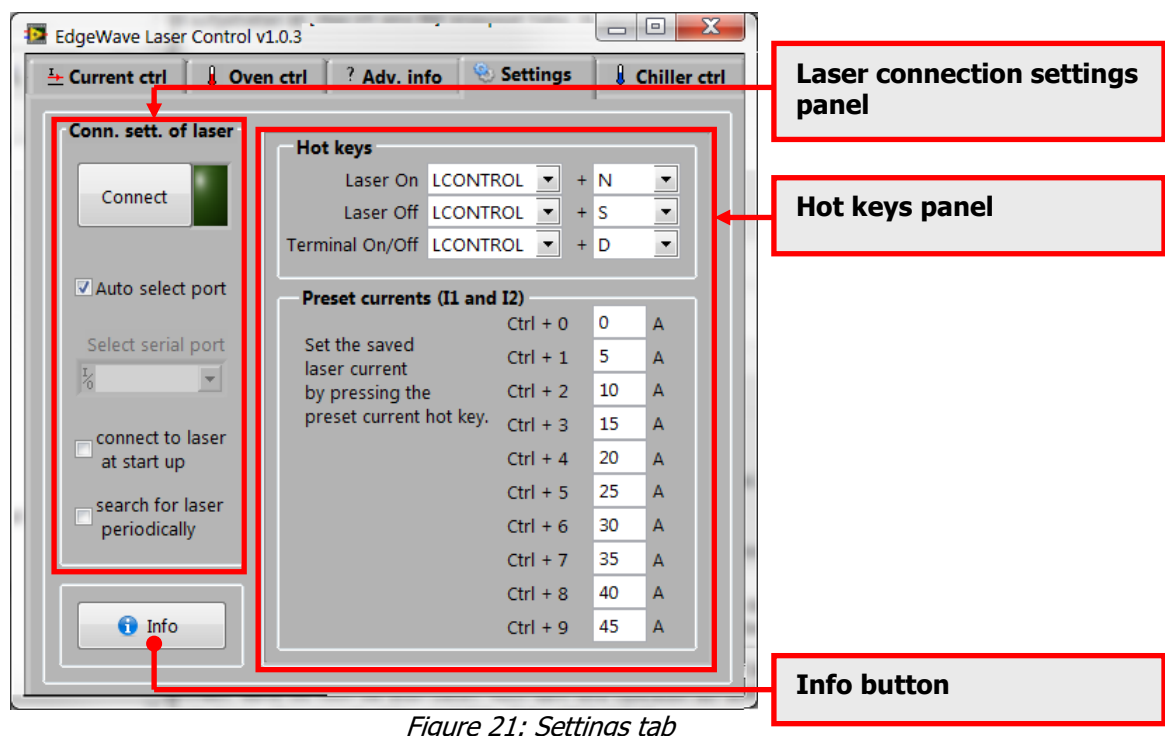 EdgeWave Laser Control v1.0.3
Current ctrl
Oven ctrl
? Adv. info
Settings
Chiller ctrl
Conn. sett. of laser
Connect
Auto select port
Select serial port
I/0
connect to laser
at start up
search for laser
periodically
Info
Hot keys
Laser On LCONTROL + N
Laser Off LCONTROL + S
Terminal On/Off LCONTROL + D
Preset currents (I1 and I2)
Set the saved
laser current
by pressing the
preset current hot key.
Ctrl + 0 0 A
Ctrl + 1 5 A
Ctrl + 2 10 A
Ctrl + 3 15 A
Ctrl + 4 20 A
Ctrl + 5 25 A
Ctrl + 6 30 A
Ctrl + 7 35 A
Ctrl + 8 40 A
Ctrl + 9 45 A
Laser connection settings
panel
Hot keys panel
Info button
Figure 21: Settings tab